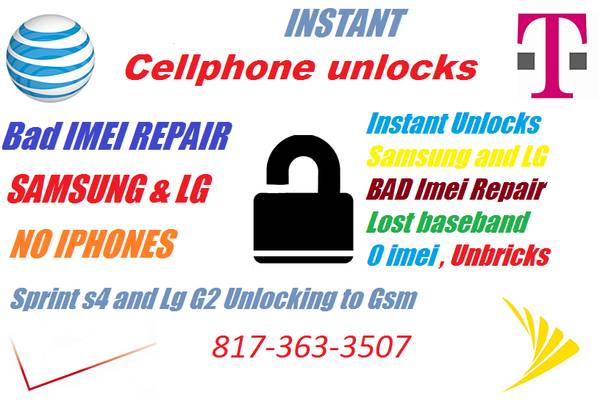 INSTANT
Cellphone unlocks
T
Bad IMEI REPAIR
SAMSUNG & LG
NO IPHONES
Instant Unlocks
Samsung and LG
BAD Imei Repair
Lost baseband
O imei , Unbricks
Sprint s4 and Lg G2 Unlocking to Gsm
817-363-3507